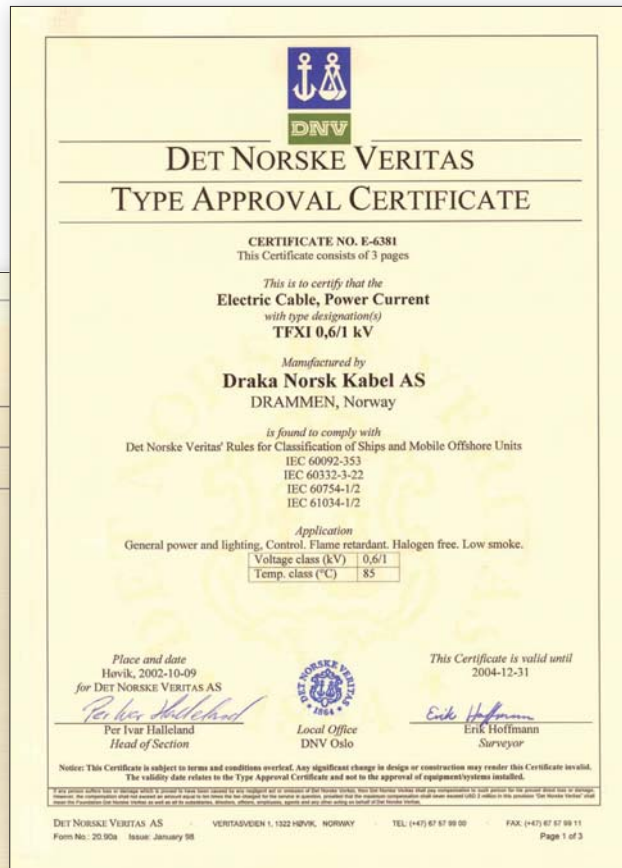 DNV
DET NORSKE VERITAS
TYPE APPROVAL CERTIFICATE
CERTIFICATE NO. E-6381
This Certificate consists of 3 pages
This is to certify that the
Electric Cable, Power Current
with type designation(s)
TFXI 0,6/1 kV
Manufactured by
Draka Norsk Kabel AS
DRAMMEN, Norway
is found to comply with
Det Norske Veritas' Rules for Classification of Ships and Mobile Offshore Units
IEC 60092-353
IEC 60332-3-22
IEC 60754-1/2
IEC 61034-1/2
Application
General power and lighting, Control. Flame retardant. Halogen free. Low smoke.
Voltage class (kV) 0,6/1
Temp. class (°C) 85
Place and date
Høvik, 2002-10-09
for DET NORSKE VERITAS AS
Per Ivar Halleland
Per Ivar Halleland
Head of Section
DET NORSKE VERITAS
1864
Local Office
DNV Oslo
This Certificate is valid until
2004-12-31
Erik Hoffmann
Erik Hoffmann
Surveyor
Notice: This Certificate is subject to terms and conditions overleaf. Any significant change in design or construction may render this Certificate invalid.
The validity date relates to the Type Approval Certificate and not to the approval of equipment/systems installed.
DET NORSKE VERITAS AS VERITASVEIEN 1, 1322 HØVIK, NORWAY TEL: (+47) 67 57 99 00 FAX: (+47) 67 57 99 11
Form No.: 20.90a Issue: January 98 Page 1 of 3